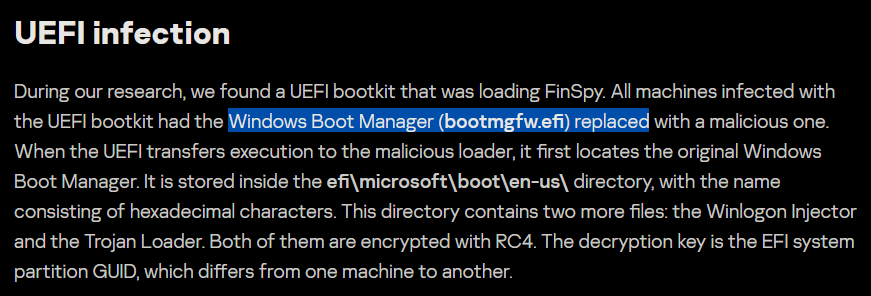 UEFI infection
During our research, we found a UEFI bootkit that was loading FinSpy. All machines infected with
the UEFI bootkit had the Windows Boot Manager (bootmgfw.efi) replaced with a malicious one.
When the UEFI transfers execution to the malicious loader, it first locates the original Windows
Boot Manager. It is stored inside the efi\microsoft\boot\en-us\ directory, with the name
consisting of hexadecimal characters. This directory contains two more files: the Winlogon Injector
and the Trojan Loader. Both of them are encrypted with RC4. The decryption key is the EFI system
partition GUID, which differs from one machine to another.